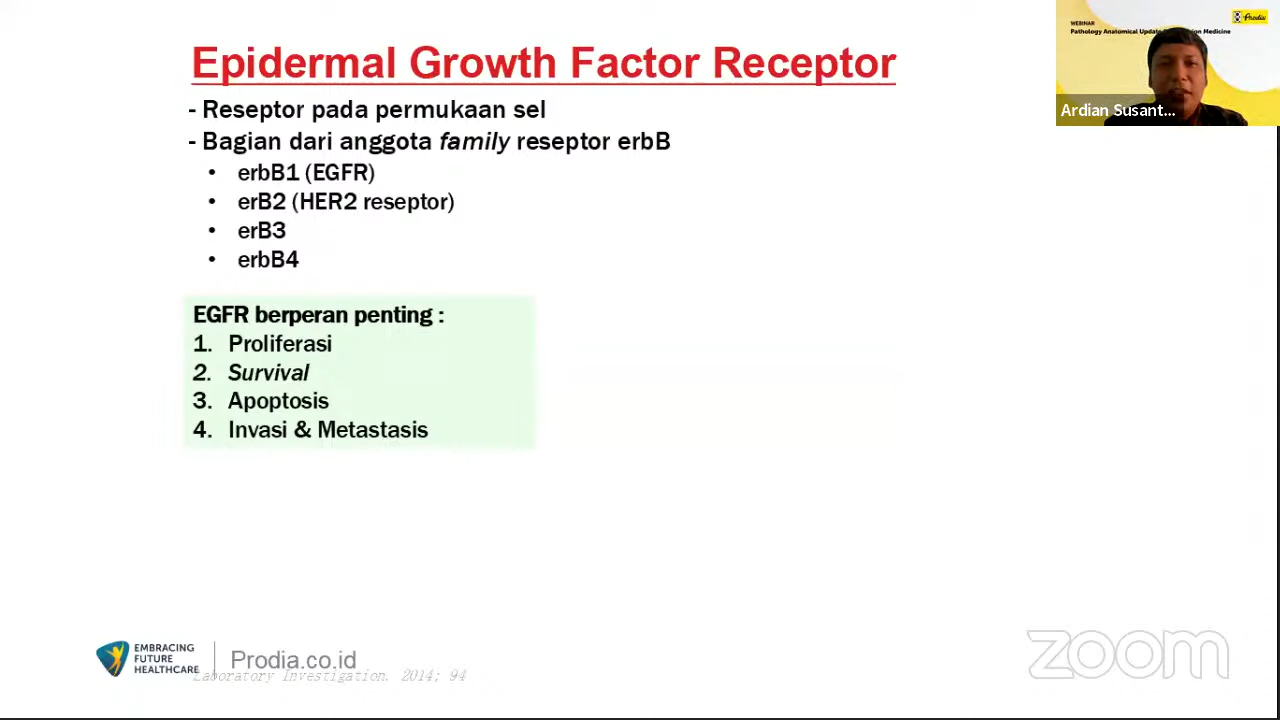 Epidermal Growth Factor Receptor
- Reseptor pada permukaan sel
- Bagian dari anggota family reseptor erbB
• erbB1 (EGFR)
• erB2 (HER2 reseptor)
• erB3
• erbB4
EGFR berperan penting :
1. Proliferasi
2. Survival
3. Apoptosis
4. Invasi & Metastasis
EMBRACING
FUTURE
HEALTHCARE
Prodia.co.id
Laboratory Investigation. 2014; 94
zoom
WEBINAR
Prodia
Pathology Anatomical Update Medicine
Ardian Susant...